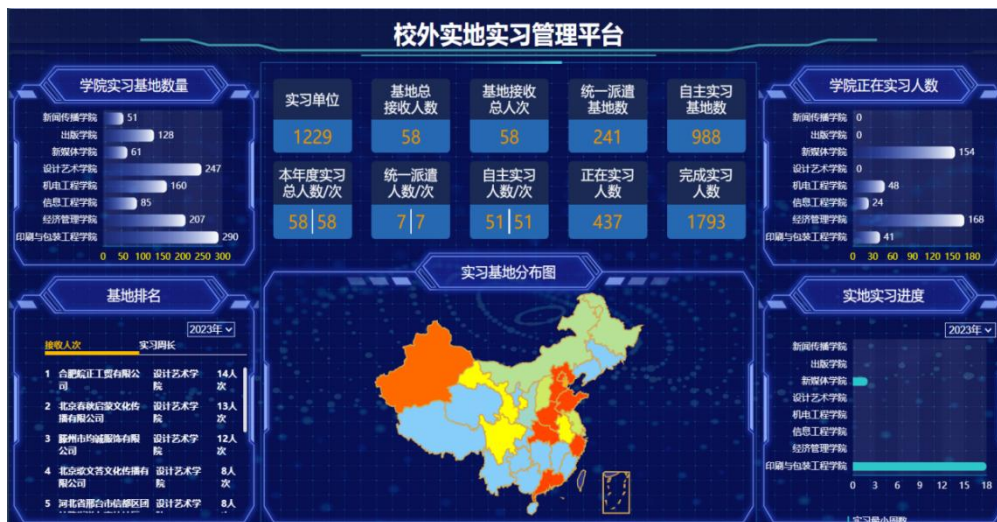 校外实地实习管理平台
学院实习基地数量
新闻传播学院 51
出版学院 128
新媒体学院 61
设计艺术学院 247
机电工程学院 160
信息工程学院 85
经济管理学院 207
印刷与包装工程学院 290
0 50 100 150 200 250 300
实习单位
1229
基地总
接收人数
58
基地接收
总人次
58
统一派遣
基地数
241
自主实习
基地数
988
本年度实习
总人数/次
58 58
统一派遣
人数/次
7 7
自主实习
人数/次
51 51
正在实习
人数
437
完成实习
人数
1793
学院正在实习人数
新闻传播学院 0
出版学院 0
新媒体学院 154
设计艺术学院 0
机电工程学院 48
信息工程学院 24
经济管理学院 168
印刷与包装工程学院 41
0 30 60 90 120 150 180
基地排名
2023年
接收人次 实习周长
1 合肥皖正工贸有限公 设计艺术学 14人
司 院 次
2 北京春秋启蒙文化传 设计艺术学 13人
播有限公司 院 次
3 滕州市均诚服饰有限 设计艺术学 12人
公司 院 次
4 北京歌文荟文化传播有 设计艺术学 8人
限公司 院 次
5 河北省邢台市信都区团 设计艺术学 8人
实习基地分布图
实地实习进度
2023年
新闻传播学院
出版学院
新媒体学院
设计艺术学院
机电工程学院
信息工程学院
经济管理学院
印刷与包装工程学院
0 3 6 9 12 15 18
实习最小周数